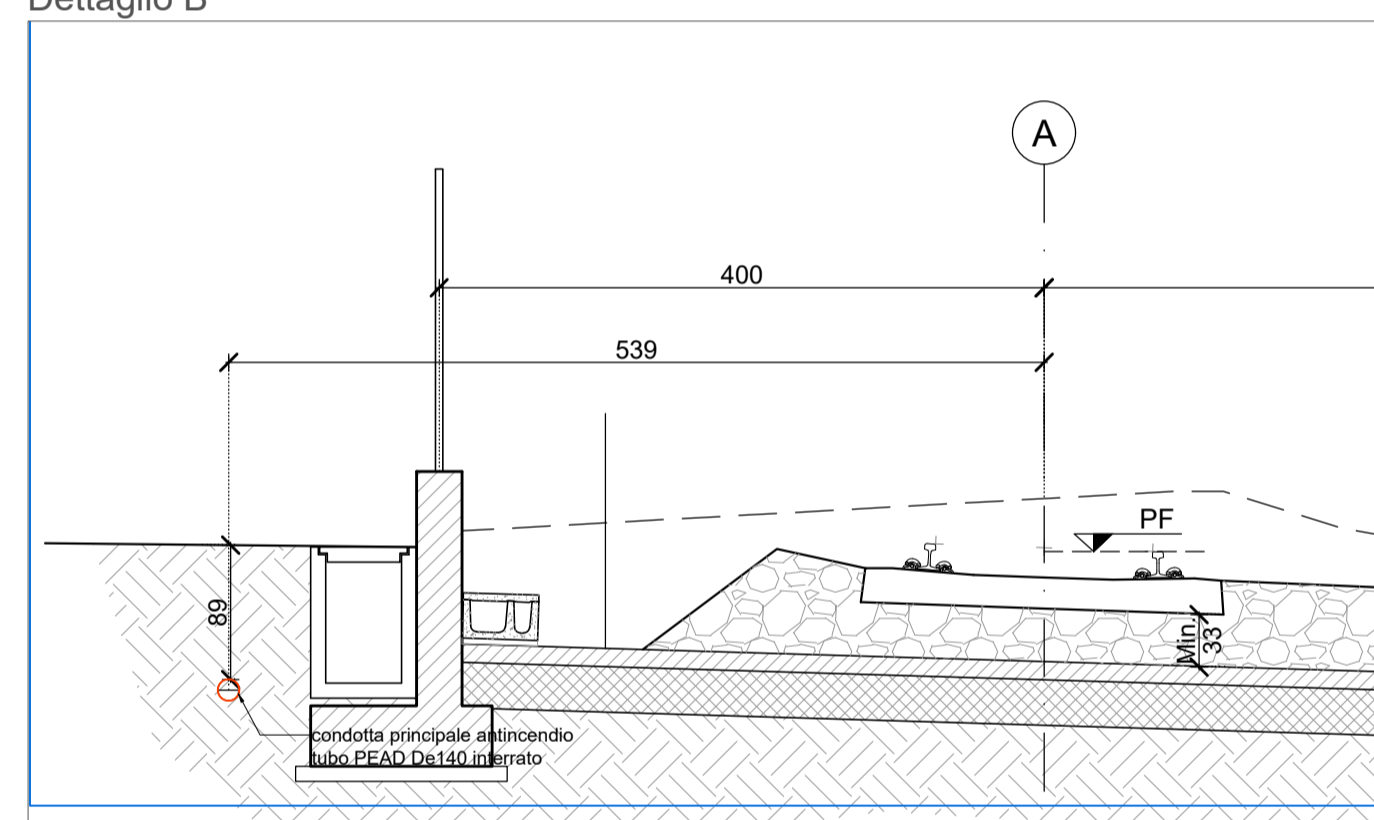 Dettaglio B
A
400
539
PF
89
Min.
33
condotta principale antincendio
tubo PEAD De140 interrato